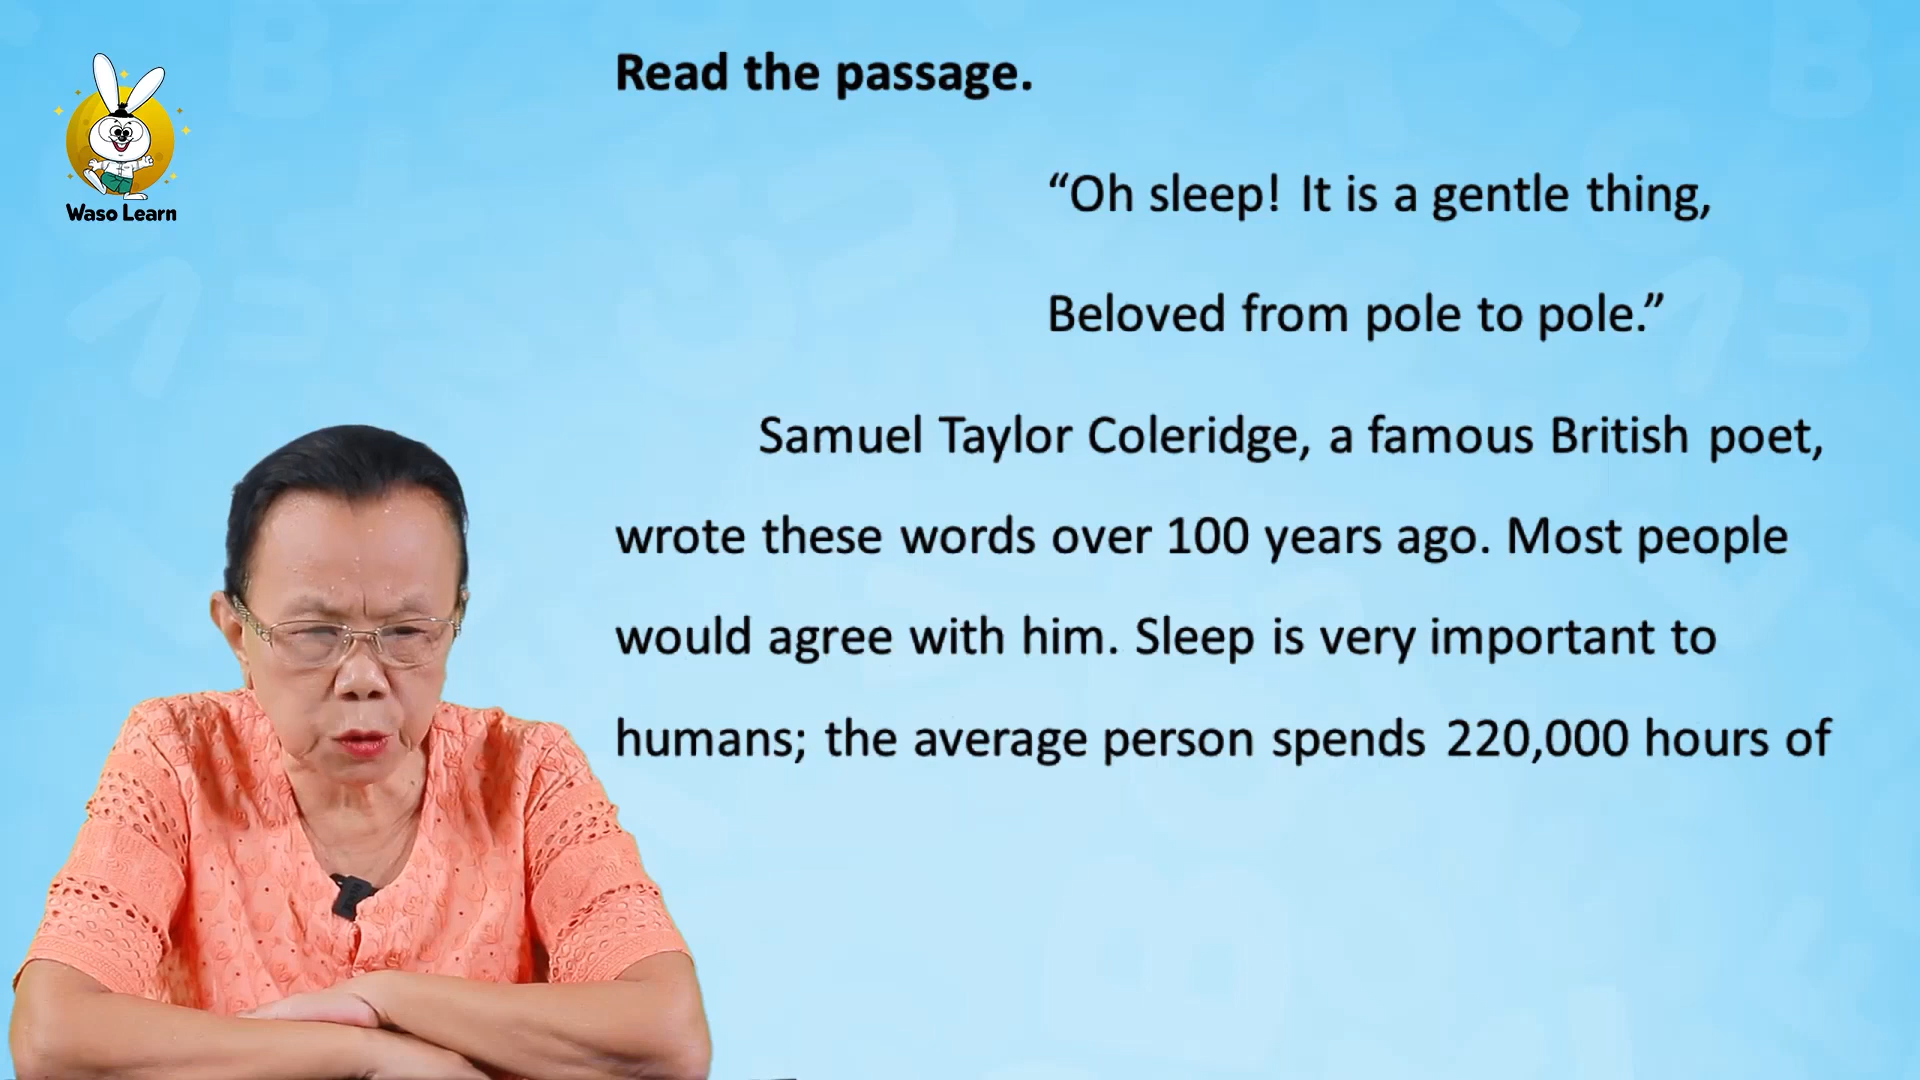 Waso Learn
Read the passage.
“Oh sleep! It is a gentle thing,
Beloved from pole to pole.”
Samuel Taylor Coleridge, a famous British poet,
wrote these words over 100 years ago. Most people
would agree with him. Sleep is very important to
humans; the average person spends 220,000 hours of